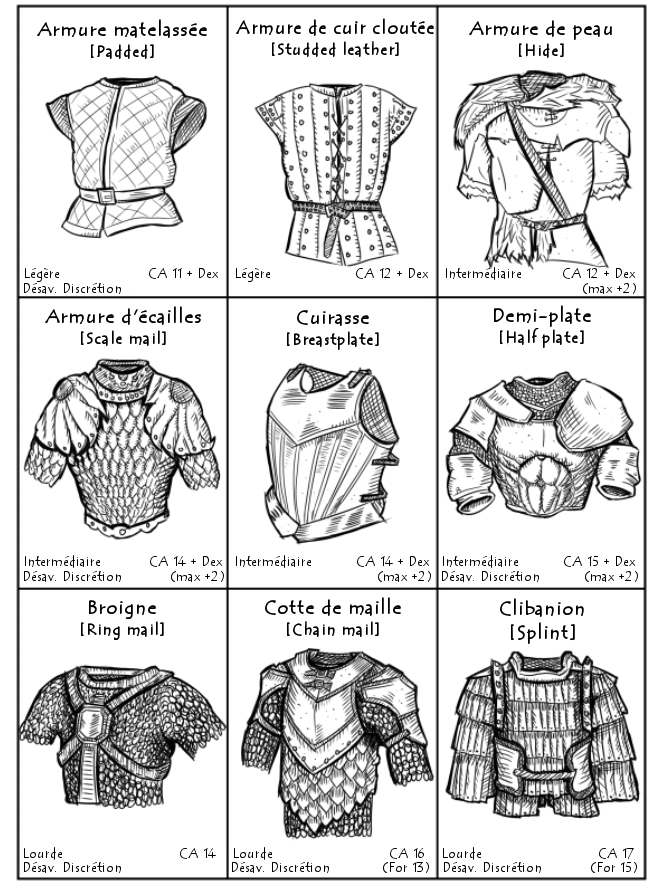 Armure matelassée
[Padded]
Légère
CA 11 + Dex
Désav. Discrétion
Armure de cuir cloutée
[Studded leather]
Légère
CA 12 + Dex
Armure de peau
[Hide]
Intermédiaire
CA 12 + Dex
(max +2)
Armure d'écailles
[Scale mail]
Intermédiaire
CA 14 + Dex
Désav. Discrétion
(max +2)
Cuirasse
[Breastplate]
Intermédiaire
CA 14 + Dex
(max +2)
Demi-plate
[Half plate]
Intermédiaire
CA 15 + Dex
Désav. Discrétion
(max +2)
Broigne
[Ring mail]
Lourde
CA 14
Désav. Discrétion
Cotte de maille
[Chain mail]
Lourde
CA 16
Désav. Discrétion
(For 13)
Clibanion
[Splint]
Lourde
CA 17
Désav. Discrétion
(For 15)